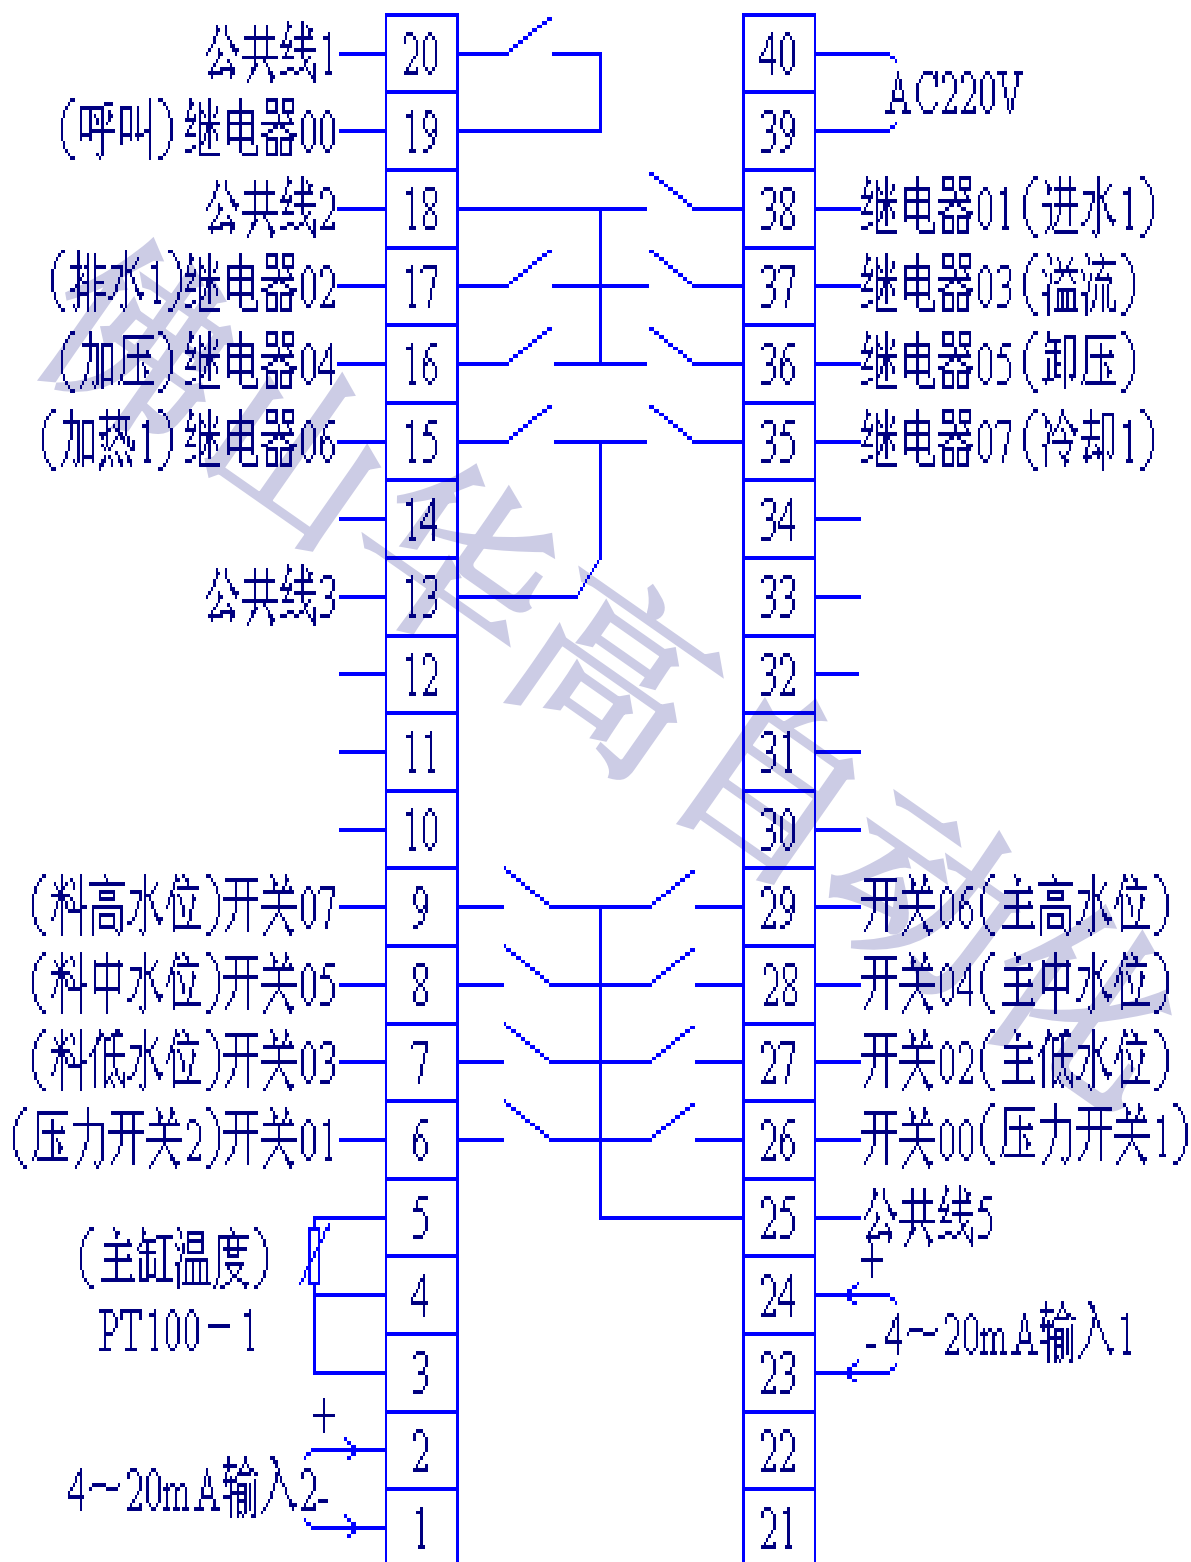 公共线1 20 40
AC220V
(呼叫)继电器00 19 39
公共线2 18 38 继电器01(进水1)
(排水1)继电器02 17 37 继电器03(溢流)
(加压)继电器04 16 36 继电器05(卸压)
(加热1)继电器06 15 35 继电器07(冷却1)
14 34
公共线3 13 33
12 32
11 31
10 30
(料高水位)开关07 9 29 开关06(主高水位)
(料中水位)开关05 8 28 开关04(主中水位)
(料低水位)开关03 7 27 开关02(主低水位)
(压力开关2)开关01 6 26 开关00(压力开关1)
5 25 公共线5
(主缸温度)
PT100-1
4 24 +
- 4～20mA输入1
3 23
+ 2 22
4～20mA输入2-
1 21
佛山华高自动化